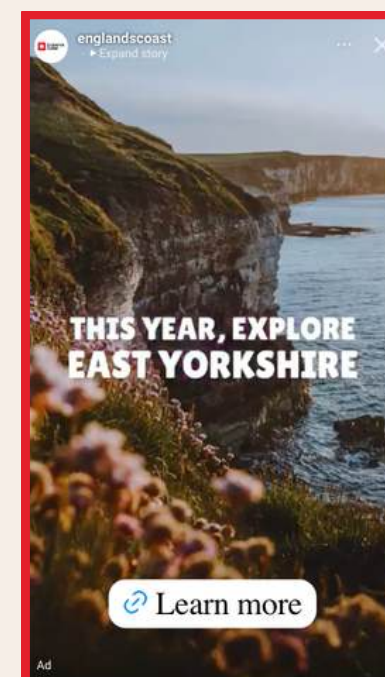 englandscoast
Expand story
THIS YEAR, EXPLORE
EAST YORKSHIRE
Learn more
Ad